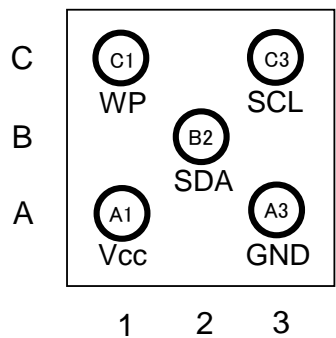 C C1 C3
WP SCL
B B2
SDA
A A1 A3
Vcc GND
1 2 3